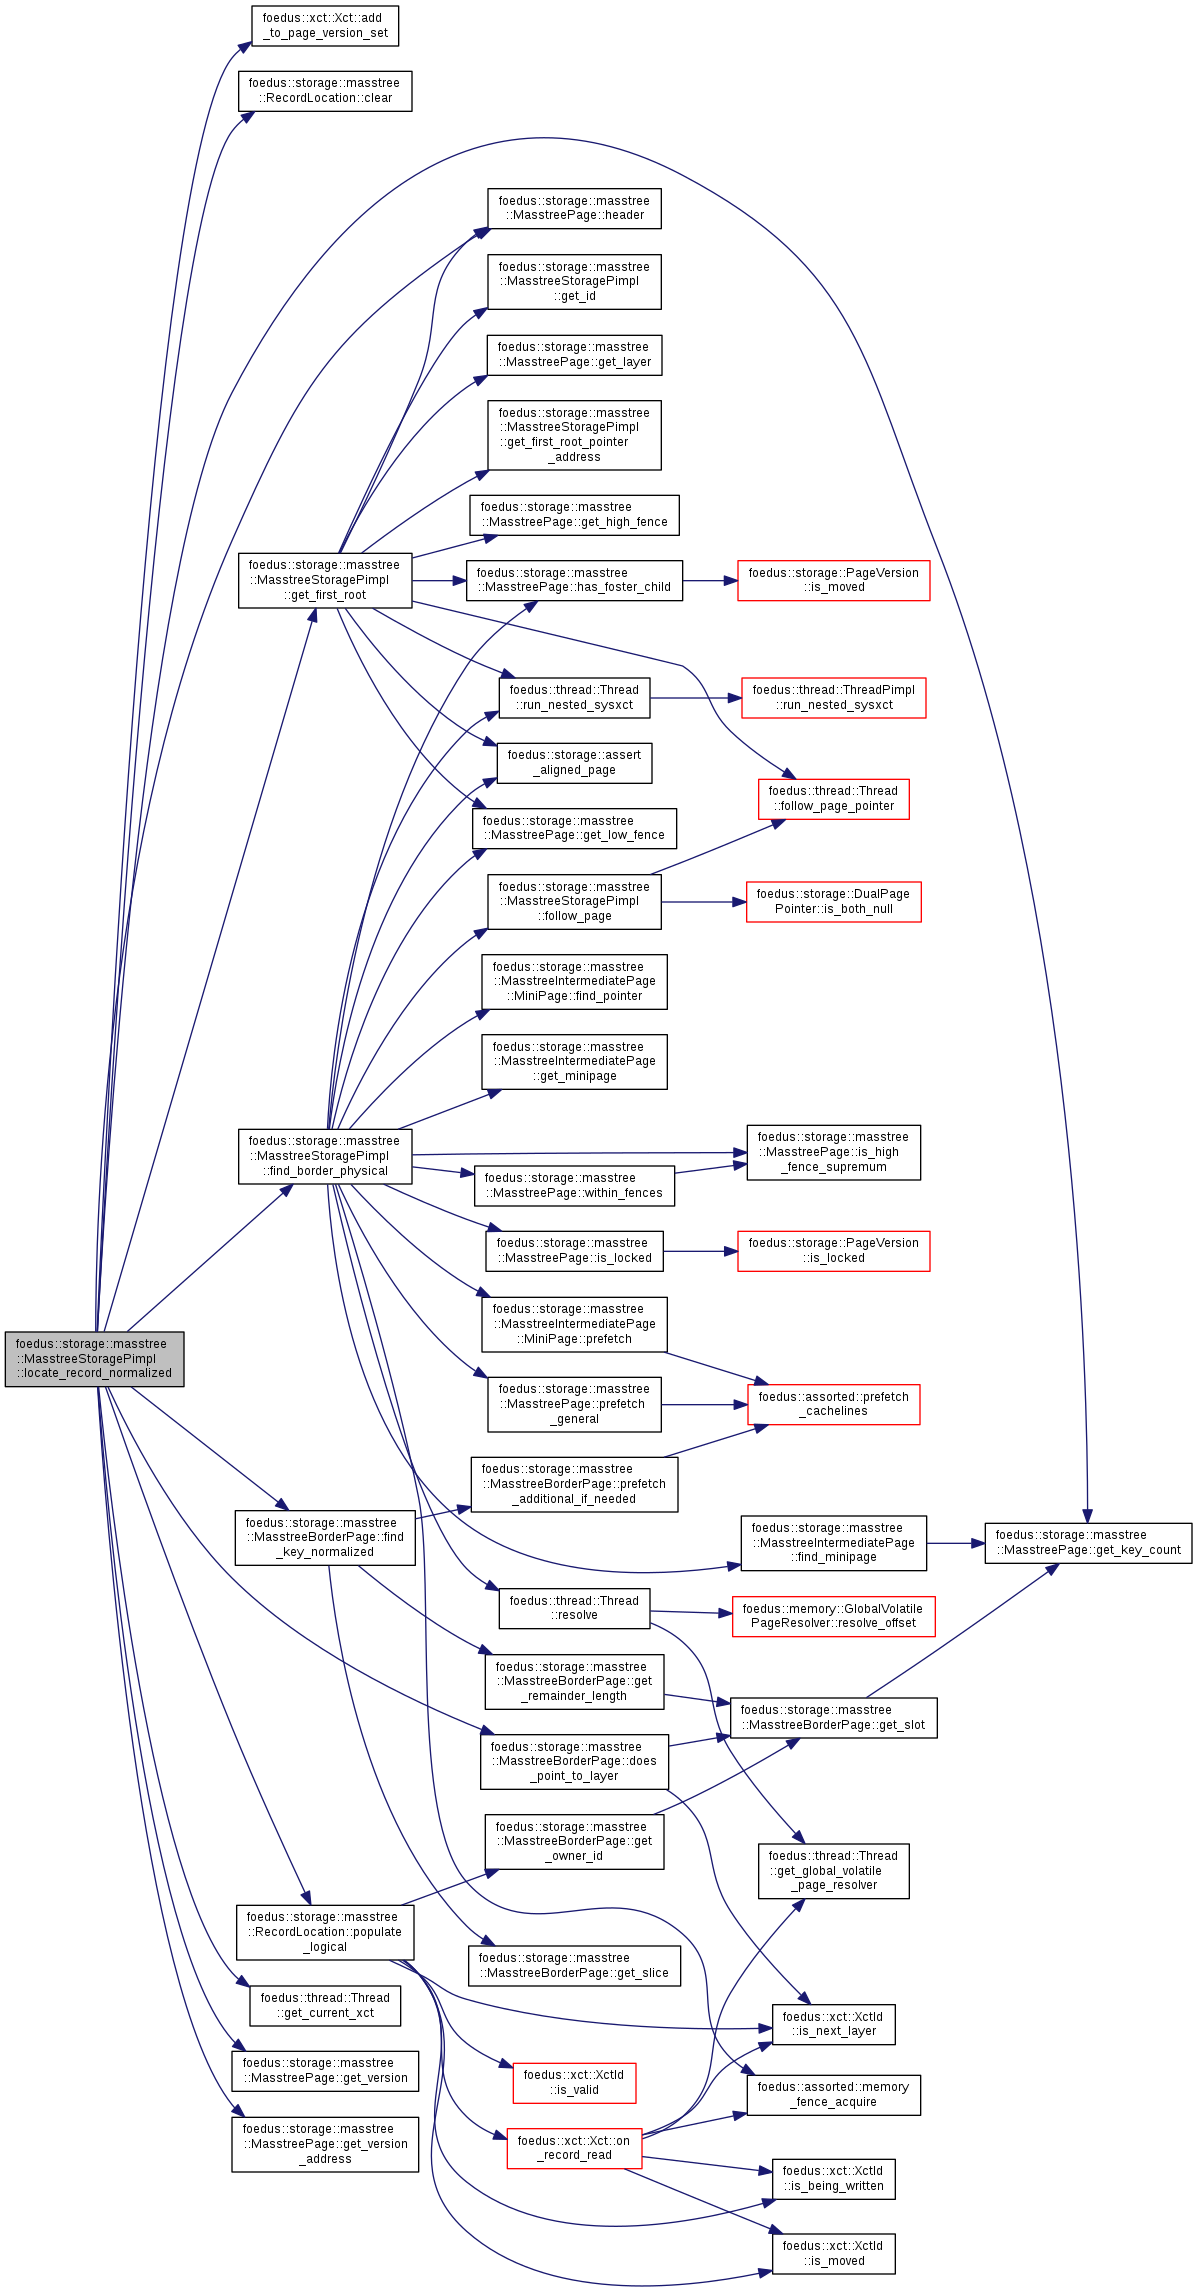 foedus::xct::Xct::add
_to_page_version_set
foedus::storage::masstree
::RecordLocation::clear
foedus::storage::masstree
::MasstreePage::header
foedus::storage::masstree
::MasstreeStoragePimpl
::get_id
foedus::storage::masstree
::MasstreePage::get_layer
foedus::storage::masstree
::MasstreeStoragePimpl
::get_first_root_pointer
_address
foedus::storage::masstree
::MasstreePage::get_high_fence
foedus::storage::masstree
::MasstreeStoragePimpl
::get_first_root
foedus::storage::masstree
::MasstreePage::has_foster_child
foedus::storage::PageVersion
::is_moved
foedus::thread::Thread
::run_nested_sysxct
foedus::thread::ThreadPimpl
::run_nested_sysxct
foedus::storage::assert
_aligned_page
foedus::thread::Thread
::follow_page_pointer
foedus::storage::masstree
::MasstreePage::get_low_fence
foedus::storage::masstree
::MasstreeStoragePimpl
::follow_page
foedus::storage::DualPage
Pointer::is_both_null
foedus::storage::masstree
::MasstreeIntermediatePage
::MiniPage::find_pointer
foedus::storage::masstree
::MasstreeIntermediatePage
::get_minipage
foedus::storage::masstree
::MasstreeStoragePimpl
::find_border_physical
foedus::storage::masstree
::MasstreePage::is_high
_fence_supremum
foedus::storage::masstree
::MasstreePage::within_fences
foedus::storage::masstree
::MasstreePage::is_locked
foedus::storage::PageVersion
::is_locked
foedus::storage::masstree
::MasstreeIntermediatePage
::MiniPage::prefetch
foedus::storage::masstree
::MasstreeStoragePimpl
::locate_record_normalized
foedus::storage::masstree
::MasstreePage::prefetch
_general
foedus::assorted::prefetch
_cachelines
foedus::storage::masstree
::MasstreeBorderPage::prefetch
_additional_if_needed
foedus::storage::masstree
::MasstreeBorderPage::find
_key_normalized
foedus::storage::masstree
::MasstreeIntermediatePage
::find_minipage
foedus::storage::masstree
::MasstreePage::get_key_count
foedus::thread::Thread
::resolve
foedus::memory::GlobalVolatile
PageResolver::resolve_offset
foedus::storage::masstree
::MasstreeBorderPage::get
_remainder_length
foedus::storage::masstree
::MasstreeBorderPage::get_slot
foedus::storage::masstree
::MasstreeBorderPage::does
_point_to_layer
foedus::storage::masstree
::MasstreeBorderPage::get
_owner_id
foedus::thread::Thread
::get_global_volatile
_page_resolver
foedus::storage::masstree
::RecordLocation::populate
_logical
foedus::storage::masstree
::MasstreeBorderPage::get_slice
foedus::thread::Thread
::get_current_xct
foedus::xct::XctId
::is_next_layer
foedus::storage::masstree
::MasstreePage::get_version
foedus::xct::XctId
::is_valid
foedus::assorted::memory
_fence_acquire
foedus::storage::masstree
::MasstreePage::get_version
_address
foedus::xct::Xct::on
_record_read
foedus::xct::XctId
::is_being_written
foedus::xct::XctId
::is_moved